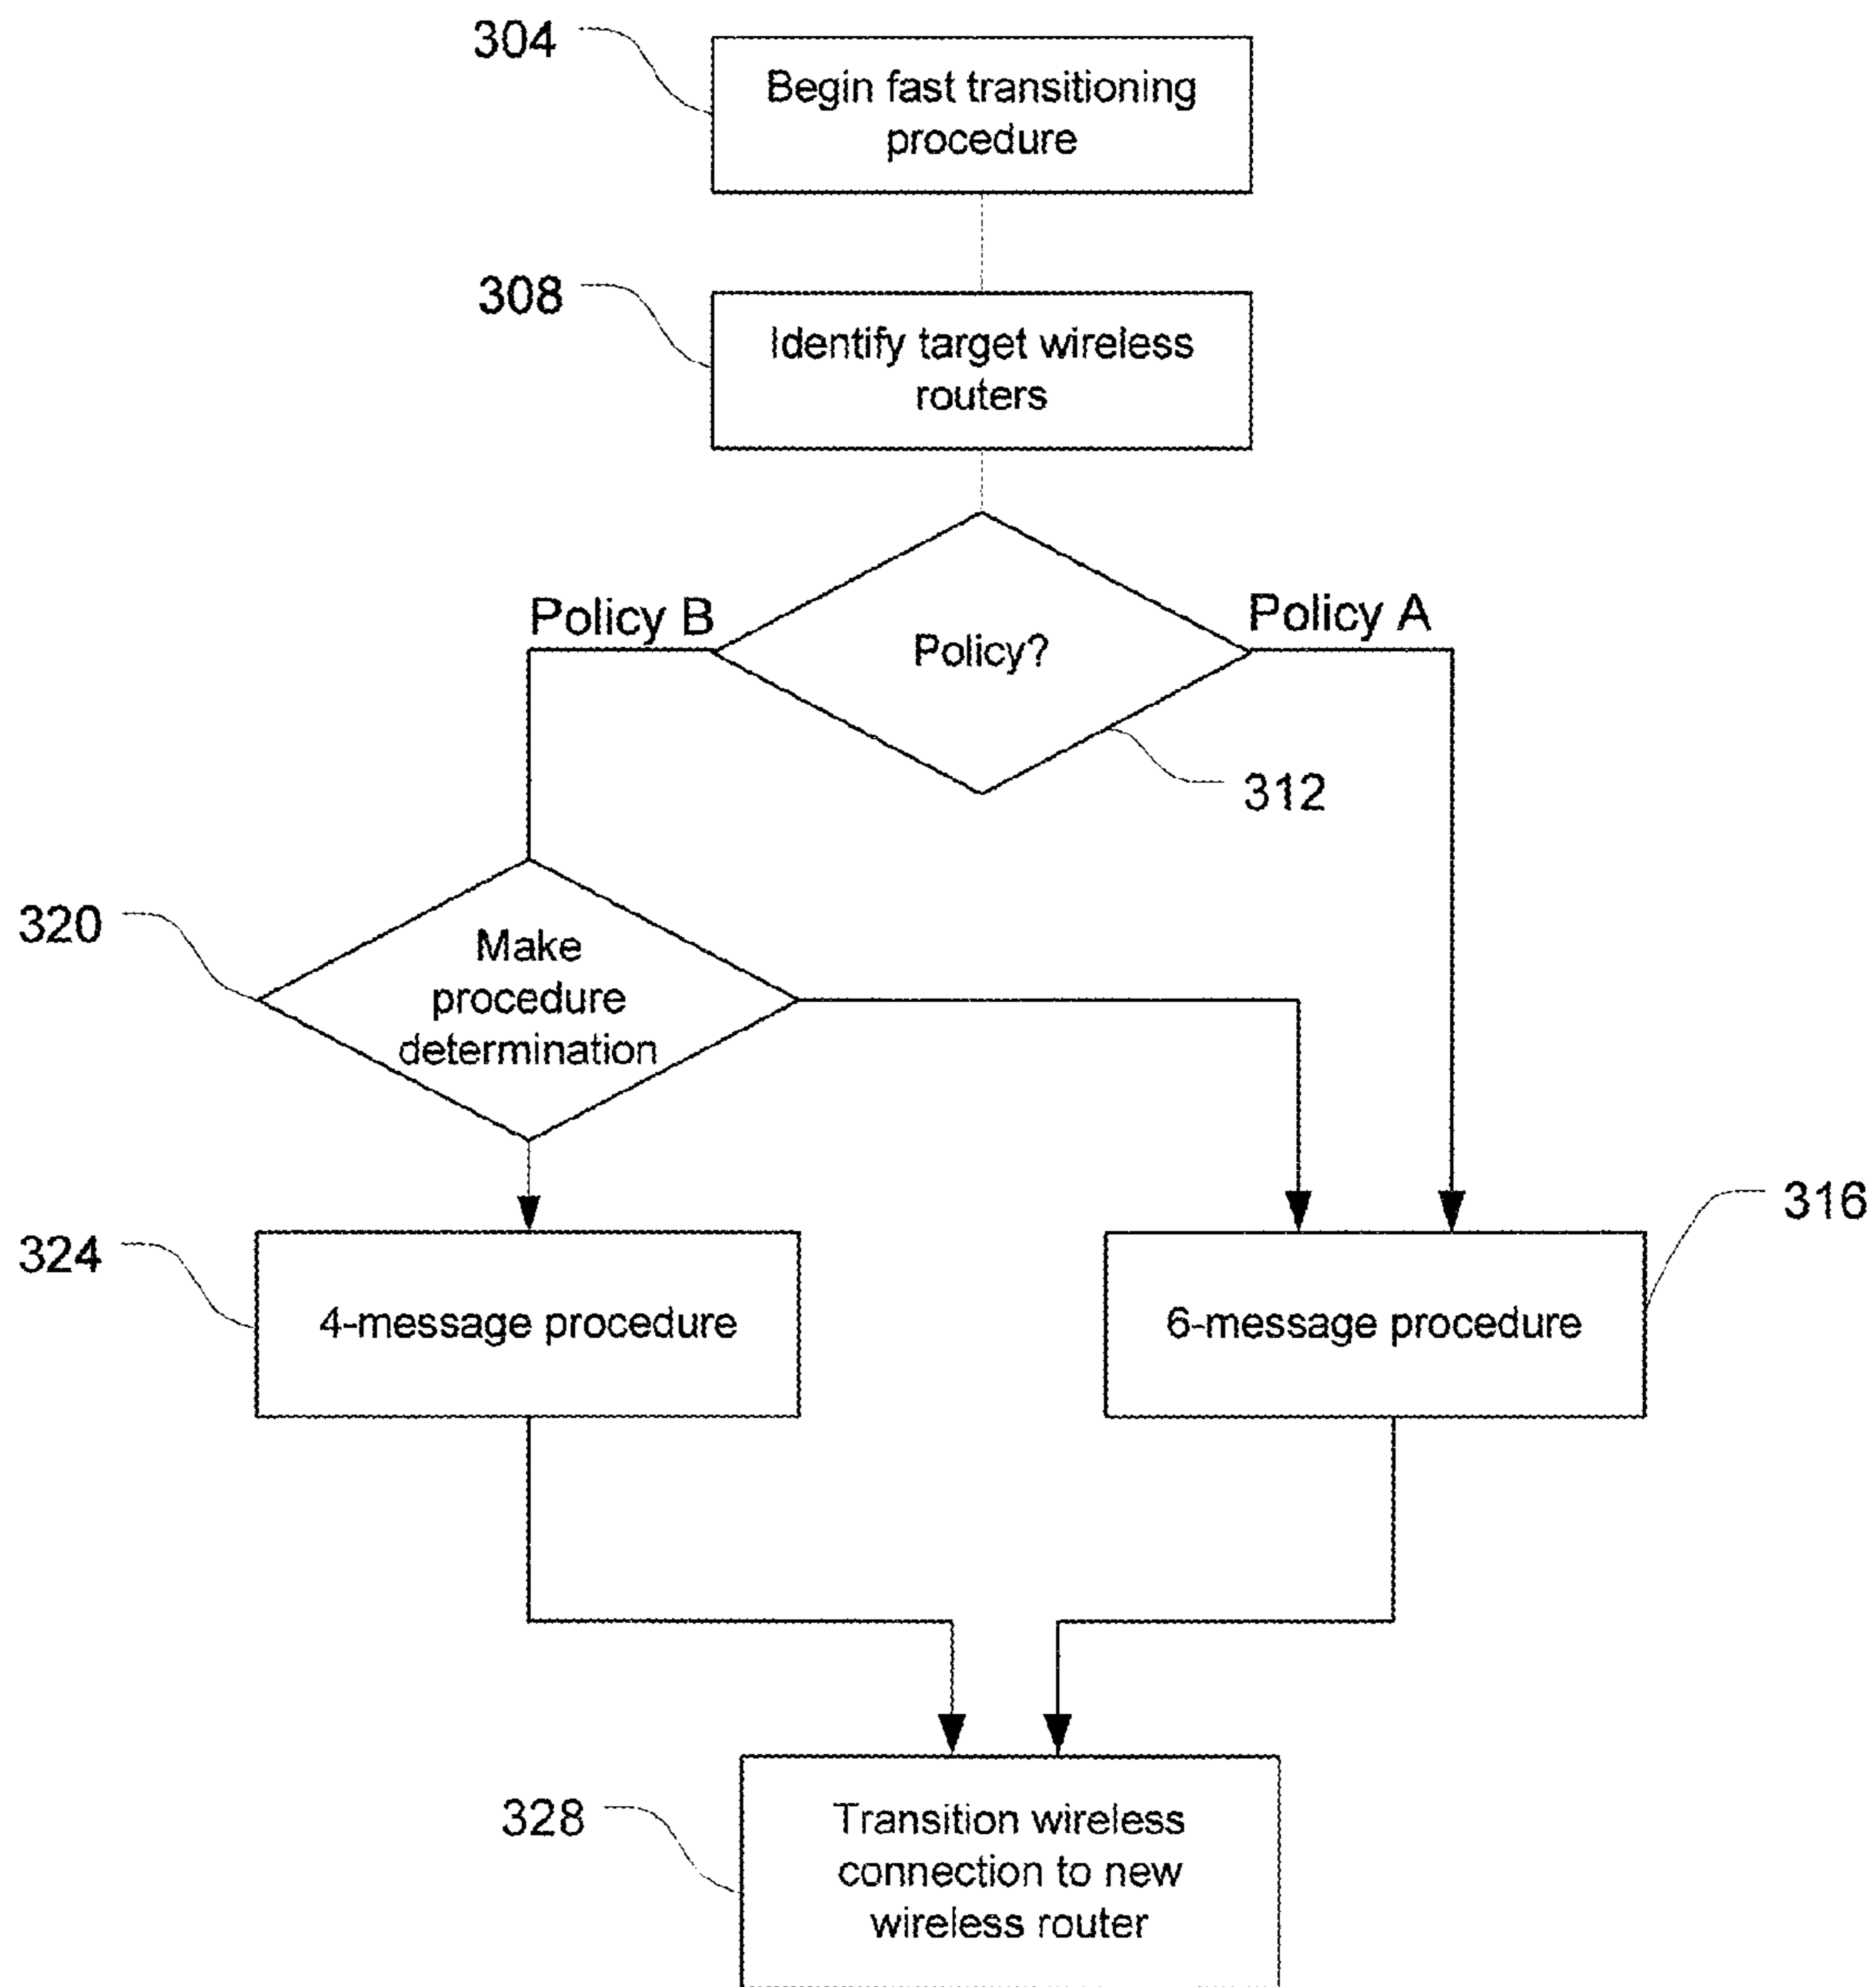 304
Begin fast transitioning
procedure
308
Identify target wireless
routers
Policy B
Policy?
Policy A
312
320
Make
procedure
determination
324
4-message procedure
6-message procedure
316
328
Transition wireless
connection to new
wireless router